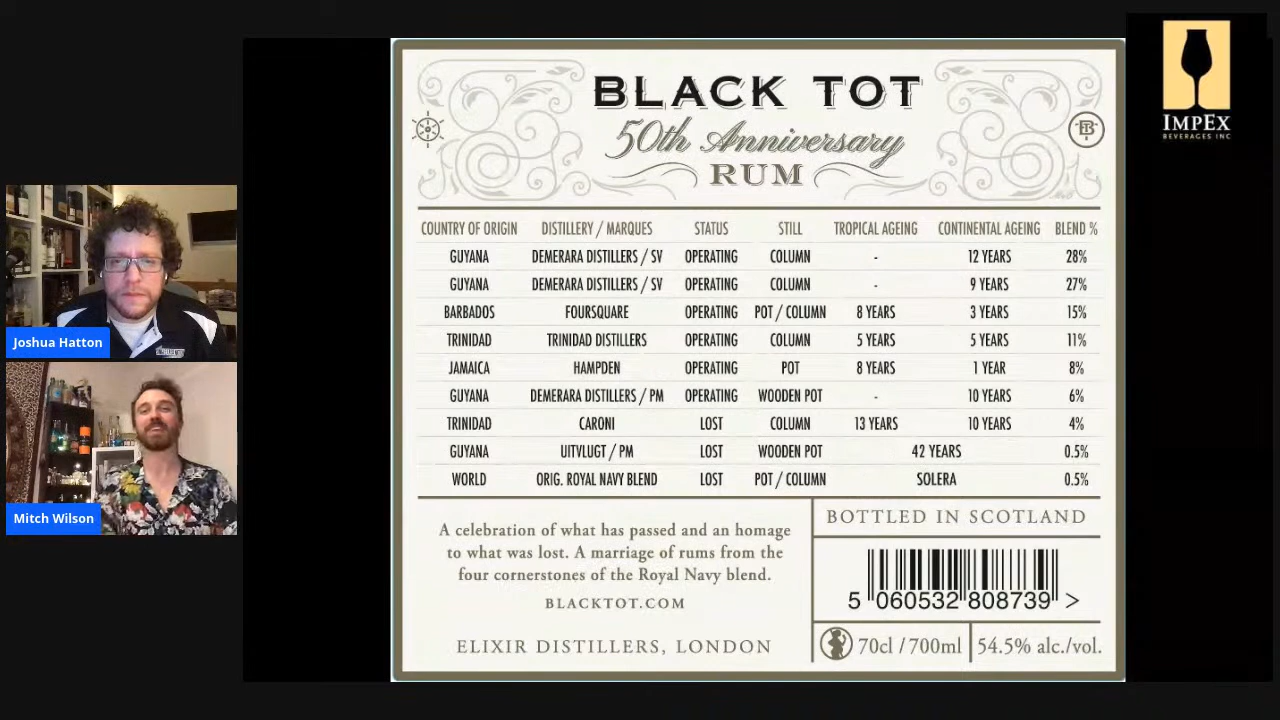 BLACK TOT
50th Anniversary
RUM
COUNTRY OF ORIGIN DISTILLERY / MARQUES STATUS STILL TROPICAL AGEING CONTINENTAL AGEING BLEND %
GUYANA DEMERARA DISTILLERS / SV OPERATING COLUMN - 12 YEARS 28%
GUYANA DEMERARA DISTILLERS / SV OPERATING COLUMN - 9 YEARS 27%
BARBADOS FOURSQUARE OPERATING POT / COLUMN 8 YEARS 3 YEARS 15%
TRINIDAD TRINIDAD DISTILLERS OPERATING COLUMN 5 YEARS 5 YEARS 11%
JAMAICA HAMPDEN OPERATING POT 8 YEARS 1 YEAR 8%
GUYANA DEMERARA DISTILLERS / PM OPERATING WOODEN POT - 10 YEARS 6%
TRINIDAD CARONI LOST COLUMN 13 YEARS 10 YEARS 4%
GUYANA UITVLUGT / PM LOST WOODEN POT 42 YEARS 0.5%
WORLD ORIG. ROYAL NAVY BLEND LOST POT / COLUMN SOLERA 0.5%
A celebration of what has passed and an homage
to what was lost. A marriage of rums from the
four cornerstones of the Royal Navy blend.
BLACKTOT.COM
ELIXIR DISTILLERS, LONDON
BOTTLED IN SCOTLAND
5 060532 808739 >
70cl / 700ml 54.5% alc./vol.
IMPEX
BEVERAGES INC
Joshua Hatton
Mitch Wilson